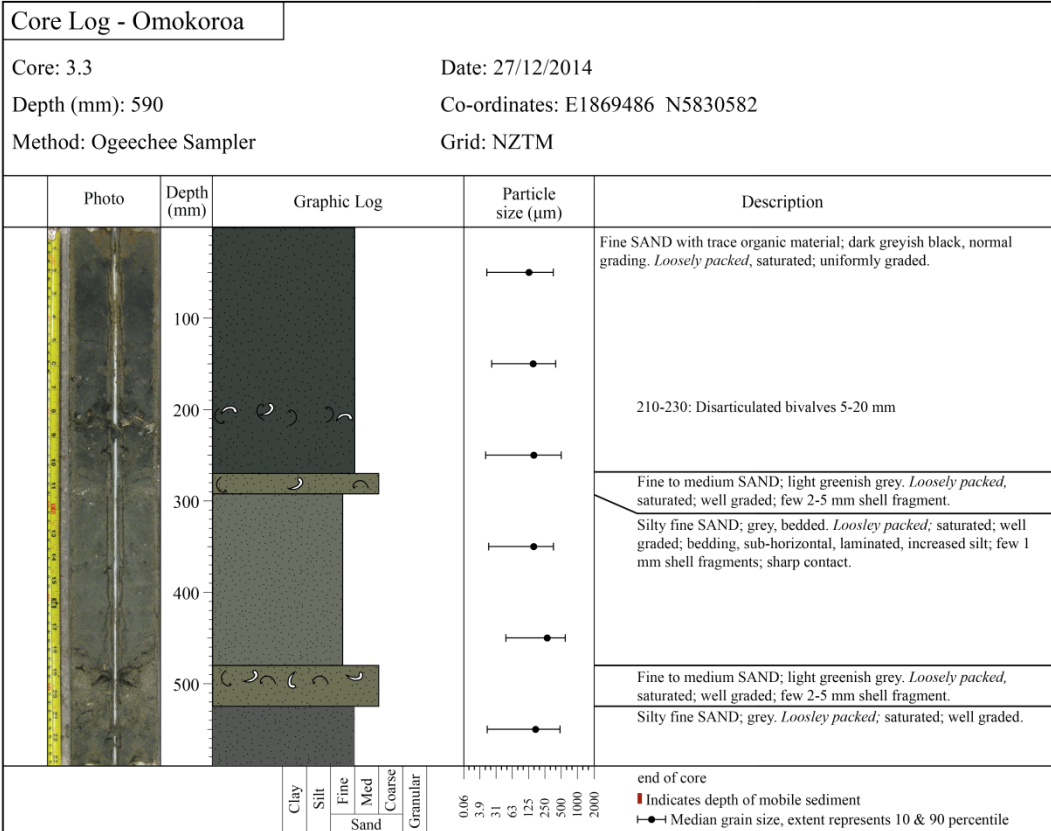 Core Log - Omokoroa
Core: 3.3
Date: 27/12/2014
Depth (mm): 590
Co-ordinates: E1869486 N5830582
Method: Ogeechee Sampler
Grid: NZTM
Photo
Depth
(mm)
Graphic Log
Particle
size (μm)
Description
Fine SAND with trace organic material; dark greyish black, normal
grading. Loosely packed, saturated; uniformly graded.
100
200
210-230: Disarticulated bivalves 5-20 mm
Fine to medium SAND; light greenish grey. Loosely packed,
saturated; well graded; few 2-5 mm shell fragment.
300
Silty fine SAND; grey, bedded. Loosley packed; saturated; well
graded; bedding, sub-horizontal, laminated, increased silt; few 1
mm shell fragments; sharp contact.
400
Fine to medium SAND; light greenish grey. Loosely packed,
saturated; well graded; few 2-5 mm shell fragment.
500
Silty fine SAND; grey. Loosley packed; saturated; well graded.
Clay
Silt
Fine
Med
Coarse
Granular
Sand
0.06
3.9
31
63
125
250
500
1000
2000
end of core
Indicates depth of mobile sediment
Median grain size, extent represents 10 & 90 percentile